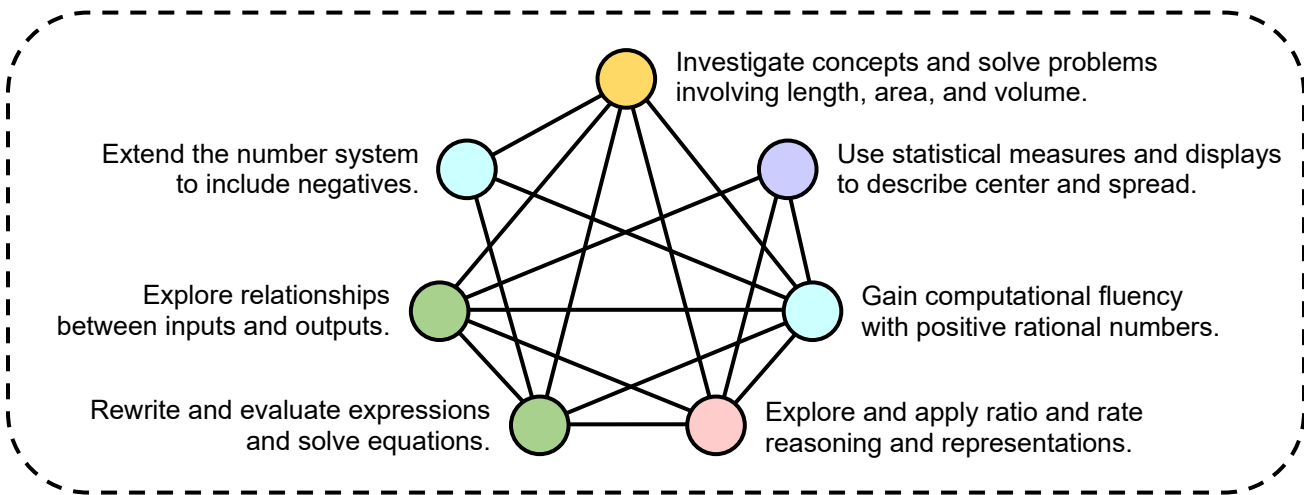 Investigate concepts and solve problems
involving length, area, and volume.
Extend the number system
to include negatives.
Use statistical measures and displays
to describe center and spread.
Explore relationships
between inputs and outputs.
Gain computational fluency
with positive rational numbers.
Rewrite and evaluate expressions
and solve equations.
Explore and apply ratio and rate
reasoning and representations.